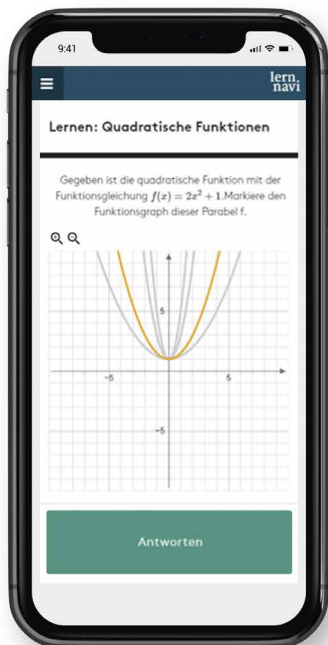 9:41
lern.
navi
Lernen: Quadratische Funktionen
Gegeben ist die quadratische Funktion mit der
Funktionsgleichung f(x) = 2x² + 1.Markiere den
Funktionsgraph dieser Parabel f.
5
-5
5
-5
Antworten